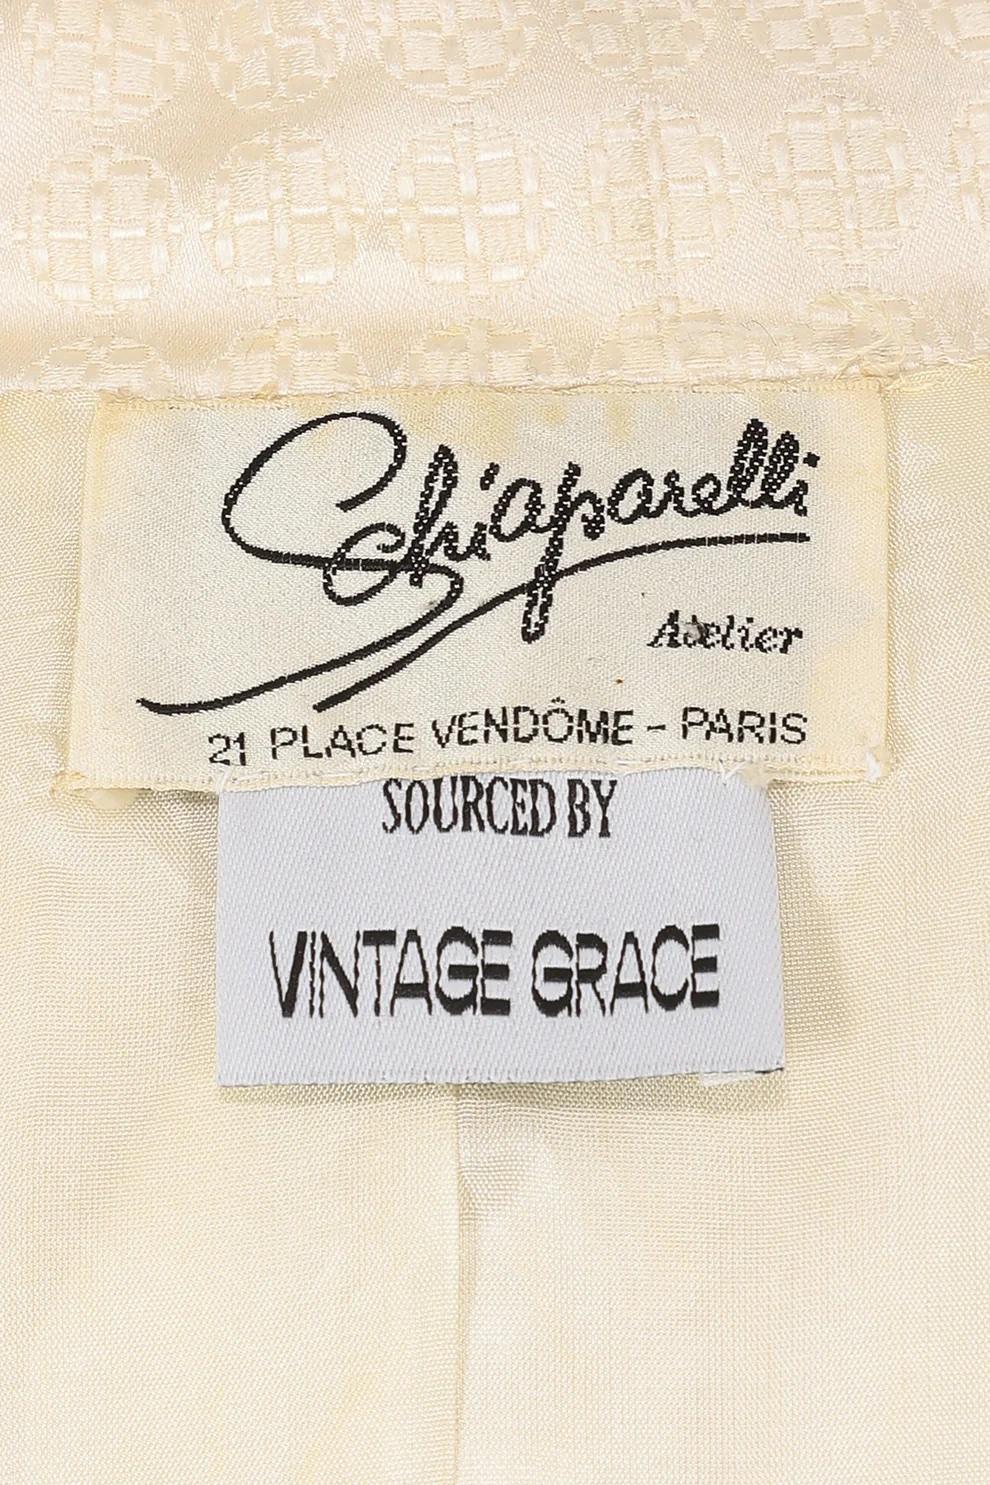 Schiaparelli
Atelier
21 PLACE VENDÔME - PARIS
SOURCED BY
VINTAGE GRACE